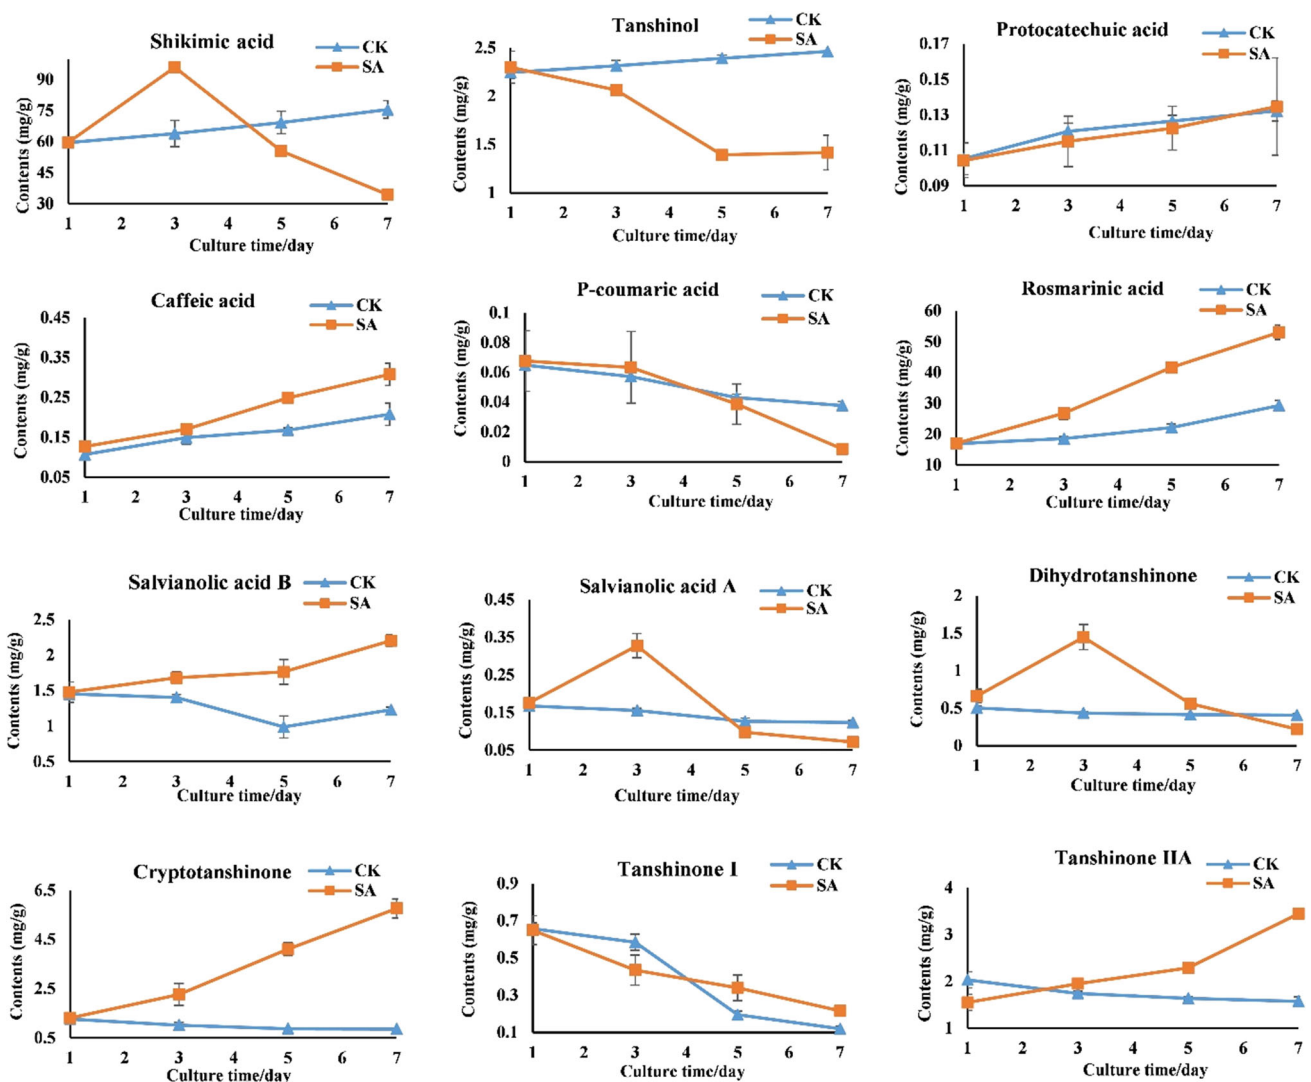 Shikimic acid
CK
SA
Contents (mg/g)
90
75
60
45
30
1 2 3 4 5 6 7
Culture time/day
Tanshinol
CK
SA
Contents (mg/g)
2.5
2
1.5
1
1 2 3 4 5 6 7
Culture time/day
Protocatechuic acid
CK
SA
Contents (mg/g)
0.17
0.15
0.13
0.11
0.09
1 2 3 4 5 6 7
Culture time/day
Caffeic acid
CK
SA
Contents (mg/g)
0.45
0.35
0.25
0.15
0.05
1 2 3 4 5 6 7
Culture time/day
P-coumaric acid
CK
SA
Contents (mg/g)
0.1
0.08
0.06
0.04
0.02
0
1 2 3 4 5 6 7
Culture time/day
Rosmarinic acid
CK
SA
Contents (mg/g)
60
50
40
30
20
10
1 2 3 4 5 6 7
Culture time/day
Salvianolic acid B
CK
SA
Contents (mg/g)
2.5
2
1.5
1
0.5
1 2 3 4 5 6 7
Culture time/day
Salvianolic acid A
CK
SA
Contents (mg/g)
0.45
0.35
0.25
0.15
0.05
1 2 3 4 5 6 7
Culture time/day
Dihydrotanshinone
CK
SA
Contents (mg/g)
2
1.5
1
0.5
0
1 2 3 4 5 6 7
Culture time/day
Cryptotanshinone
CK
SA
Contents (mg/g)
6.5
4.5
2.5
0.5
1 2 3 4 5 6 7
Culture time/day
Tanshinone I
CK
SA
Contents (mg/g)
0.9
0.7
0.5
0.3
0.1
1 2 3 4 5 6 7
Culture time/day
Tanshinone IIA
CK
SA
Contents (mg/g)
4
3
2
1
1 2 3 4 5 6 7
Culture time/day